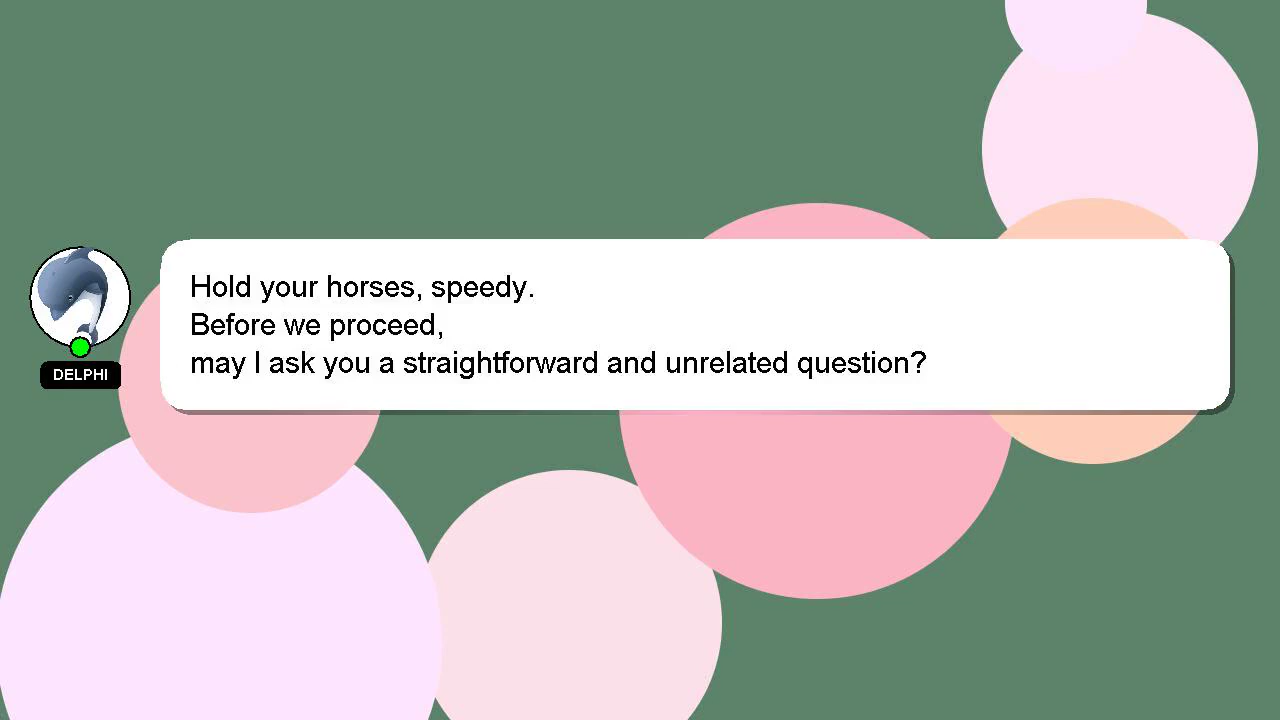 Hold your horses, speedy.
Before we proceed,
may I ask you a straightforward and unrelated question?
DELPHI